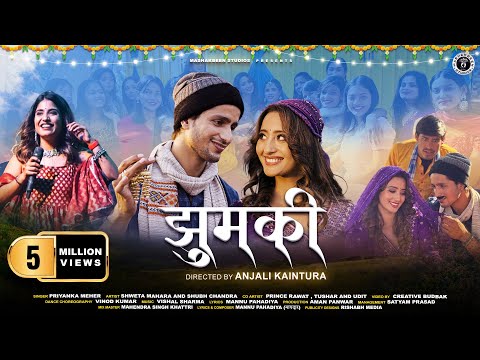 MASHAKBEEN STUDIOS PRESENTS
झुमकी
DIRECTED BY ANJALI KAINTURA
5 MILLION
VIEWS
SINGER PRIYANKA MEHER ARTIST SHWETA MAHARA AND SHUBH CHANDRA CO ARTIST PRINCE RAWAT , TUSHAR AND UDIT VIDEO BY CREATIVE BUDBAK
DANCE CHOREOGRAPHY VINOD KUMAR MUSIC VISHAL SHARMA LYRICS MANNU PAHADIYA PRODUCTION AMAN PANWAR MANAGEMENT SATYAM PRASAD
MIX MASTER MAHENDRA SINGH KHATTRI LYRICS & COMPOSER MANNU PAHADIYA PUBLICITY DESIGNS RISHABH MEDIA